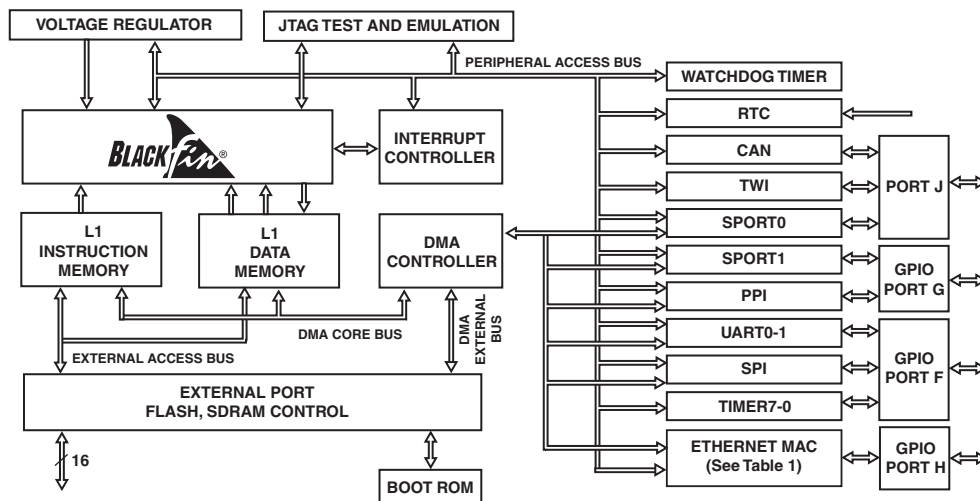 VOLTAGE REGULATOR
JTAG TEST AND EMULATION
PERIPHERAL ACCESS BUS
WATCHDOG TIMER
RTC
BLACKfin®
INTERRUPT
CONTROLLER
CAN
TWI
PORT J
SPORT0
L1
INSTRUCTION
MEMORY
L1
DATA
MEMORY
DMA
CONTROLLER
SPORT1
PPI
GPIO
PORT G
DMA CORE BUS
DMA
EXTERNAL
BUS
EXTERNAL ACCESS BUS
UART0-1
SPI
TIMER7-0
GPIO
PORT F
EXTERNAL PORT
FLASH, SDRAM CONTROL
ETHERNET MAC
(See Table 1)
GPIO
PORT H
16
BOOT ROM